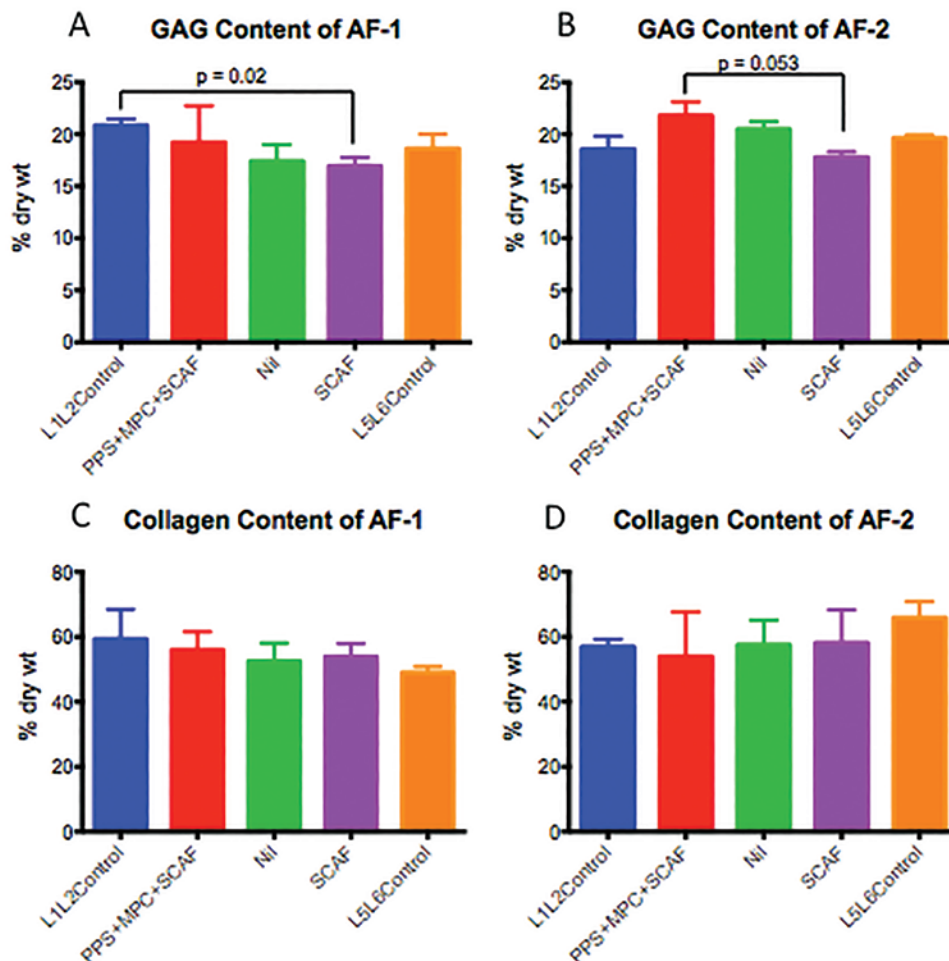 A GAG Content of AF-1
p = 0.02
% dry wt
25
20
15
10
5
0
L1L2Control
PPS+MPC+SCAF
Nil
SCAF
L5L6Control
B GAG Content of AF-2
p = 0.053
% dry wt
25
20
15
10
5
0
L1L2Control
PPS+MPC+SCAF
Nil
SCAF
L5L6Control
C Collagen Content of AF-1
% dry wt
80
60
40
20
0
L1L2Control
PPS+MPC+SCAF
Nil
SCAF
L5L6Control
D Collagen Content of AF-2
% dry wt
80
60
40
20
0
L1L2Control
PPS+MPC+SCAF
Nil
SCAF
L5L6Control